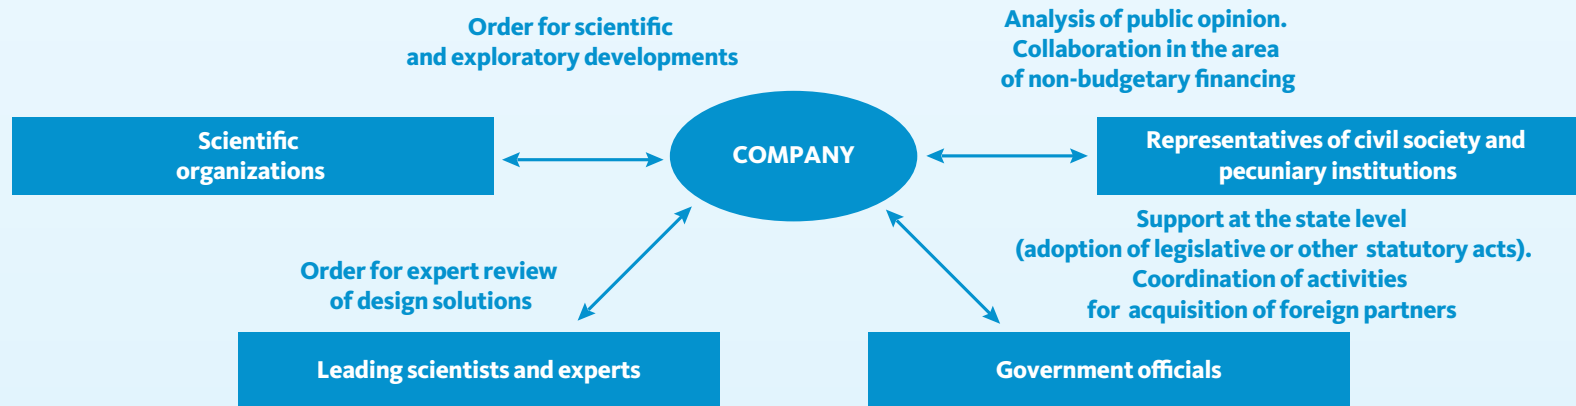 Order for scientific
and exploratory developments
Analysis of public opinion.
Collaboration in the area
of non-budgetary financing
Scientific
organizations
COMPANY
Representatives of civil society and
pecuniary institutions
Order for expert review
of design solutions
Support at the state level
(adoption of legislative or other statutory acts).
Coordination of activities
for acquisition of foreign partners
Leading scientists and experts
Government officials